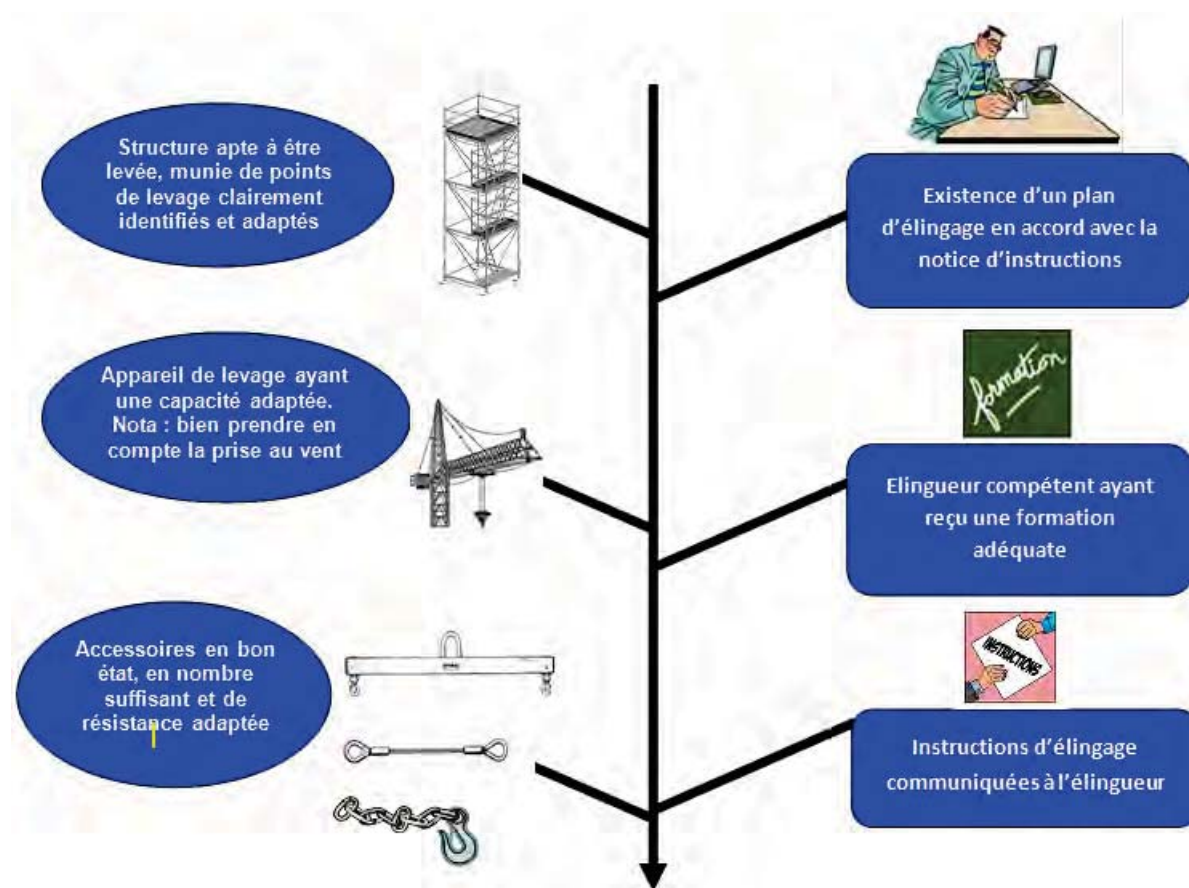 Structure apte à être
levée, munie de points
de levage clairement
identifiés et adaptés
Existence d'un plan
d'élingage en accord avec la
notice d'instructions
Appareil de levage ayant
une capacité adaptée.
Nota : bien prendre en
compte la prise au vent
formation
Elingueur compétent ayant
reçu une formation
adéquate
Accessoires en bon
état, en nombre
suffisant et de
résistance adaptée
INSTRUCTIONS
Instructions d'élingage
communiquées à l'élingueur